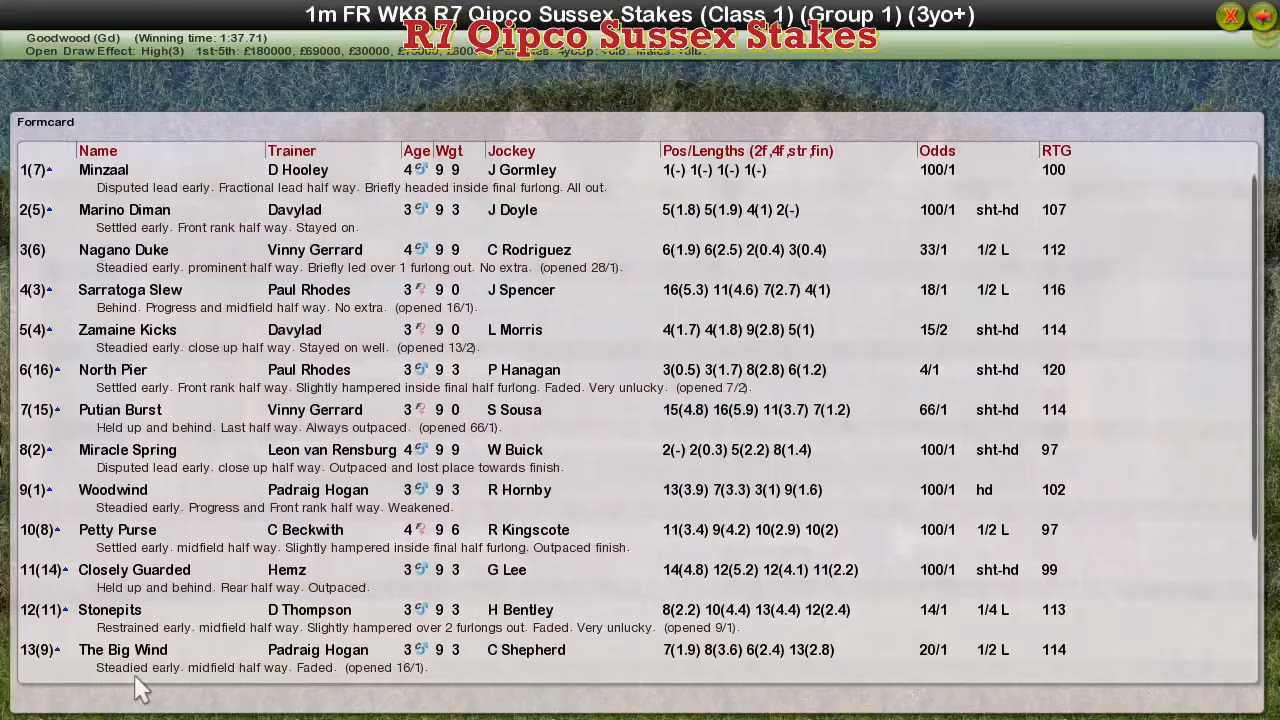 1m FR WK8 R7 Qipco Sussex Stakes (Class 1) (Group 1) (3yo+)
R7 Qipco Sussex Stakes
Goodwood (Gd) (Winning time: 1:37.71)
Open Draw Effect: High(3) 1st-5th: £180000, £69000, £30000,
Formcard
Name Trainer Age Wgt Jockey Pos/Lengths (2f,4f,str,fin) Odds RTG
1(7) Minzaal D Hooley 4 9 9 J Gormley 1(-) 1(-) 1(-) 1(-) 100/1 100
Disputed lead early. Fractional lead half way. Briefly headed inside final furlong. All out.
2(5) Marino Diman Davylad 3 9 3 J Doyle 5(1.8) 5(1.9) 4(1) 2(-) 100/1 sht-hd 107
Settled early. Front rank half way. Stayed on.
3(6) Nagano Duke Vinny Gerrard 4 9 9 C Rodriguez 6(1.9) 6(2.5) 2(0.4) 3(0.4) 33/1 1/2 L 112
Steadied early. prominent half way. Briefly led over 1 furlong out. No extra. (opened 28/1).
4(3) Sarratoga Slew Paul Rhodes 3 9 0 J Spencer 16(5.3) 11(4.6) 7(2.7) 4(1) 18/1 1/2 L 116
Behind. Progress and midfield half way. No extra. (opened 16/1).
5(4) Zamaine Kicks Davylad 3 9 0 L Morris 4(1.7) 4(1.8) 9(2.8) 5(1) 15/2 sht-hd 114
Steadied early. close up half way. Stayed on well. (opened 13/2).
6(16) North Pier Paul Rhodes 3 9 3 P Hanagan 3(0.5) 3(1.7) 8(2.8) 6(1.2) 4/1 sht-hd 120
Settled early. Front rank half way. Slightly hampered inside final half furlong. Faded. Very unlucky. (opened 7/2).
7(15) Putian Burst Vinny Gerrard 3 9 0 S Sousa 15(4.8) 16(5.9) 11(3.7) 7(1.2) 66/1 sht-hd 114
Held up and behind. Last half way. Always outpaced. (opened 66/1).
8(2) Miracle Spring Leon van Rensburg 4 9 9 W Buick 2(-) 2(0.3) 5(2.2) 8(1.4) 100/1 sht-hd 97
Disputed lead early. close up half way. Outpaced and lost place towards finish.
9(1) Woodwind Padraig Hogan 3 9 3 R Hornby 13(3.9) 7(3.3) 3(1) 9(1.6) 100/1 hd 102
Steadied early. Progress and Front rank half way. Weakened.
10(8) Petty Purse C Beckwith 4 9 6 R Kingscote 11(3.4) 9(4.2) 10(2.9) 10(2) 100/1 1/2 L 97
Settled early. midfield half way. Slightly hampered inside final half furlong. Outpaced finish.
11(14) Closely Guarded Hemz 3 9 3 G Lee 14(4.8) 12(5.2) 12(4.1) 11(2.2) 100/1 sht-hd 99
Held up and behind. Rear half way. Outpaced.
12(11) Stonepits D Thompson 3 9 3 H Bentley 8(2.2) 10(4.4) 13(4.4) 12(2.4) 14/1 1/4 L 113
Restrained early. midfield half way. Slightly hampered over 2 furlongs out. Faded. Very unlucky. (opened 9/1).
13(9) The Big Wind Padraig Hogan 3 9 3 C Shepherd 7(1.9) 8(3.6) 6(2.4) 13(2.8) 20/1 1/2 L 114
Steadied early. midfield half way. Faded. (opened 16/1).